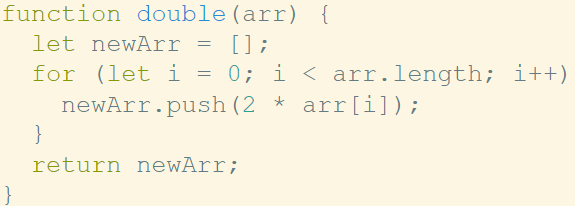 function double(arr) {
  let newArr = [];
  for (let i = 0; i < arr.length; i++)
    newArr.push(2 * arr[i]);
  }
  return newArr;
}